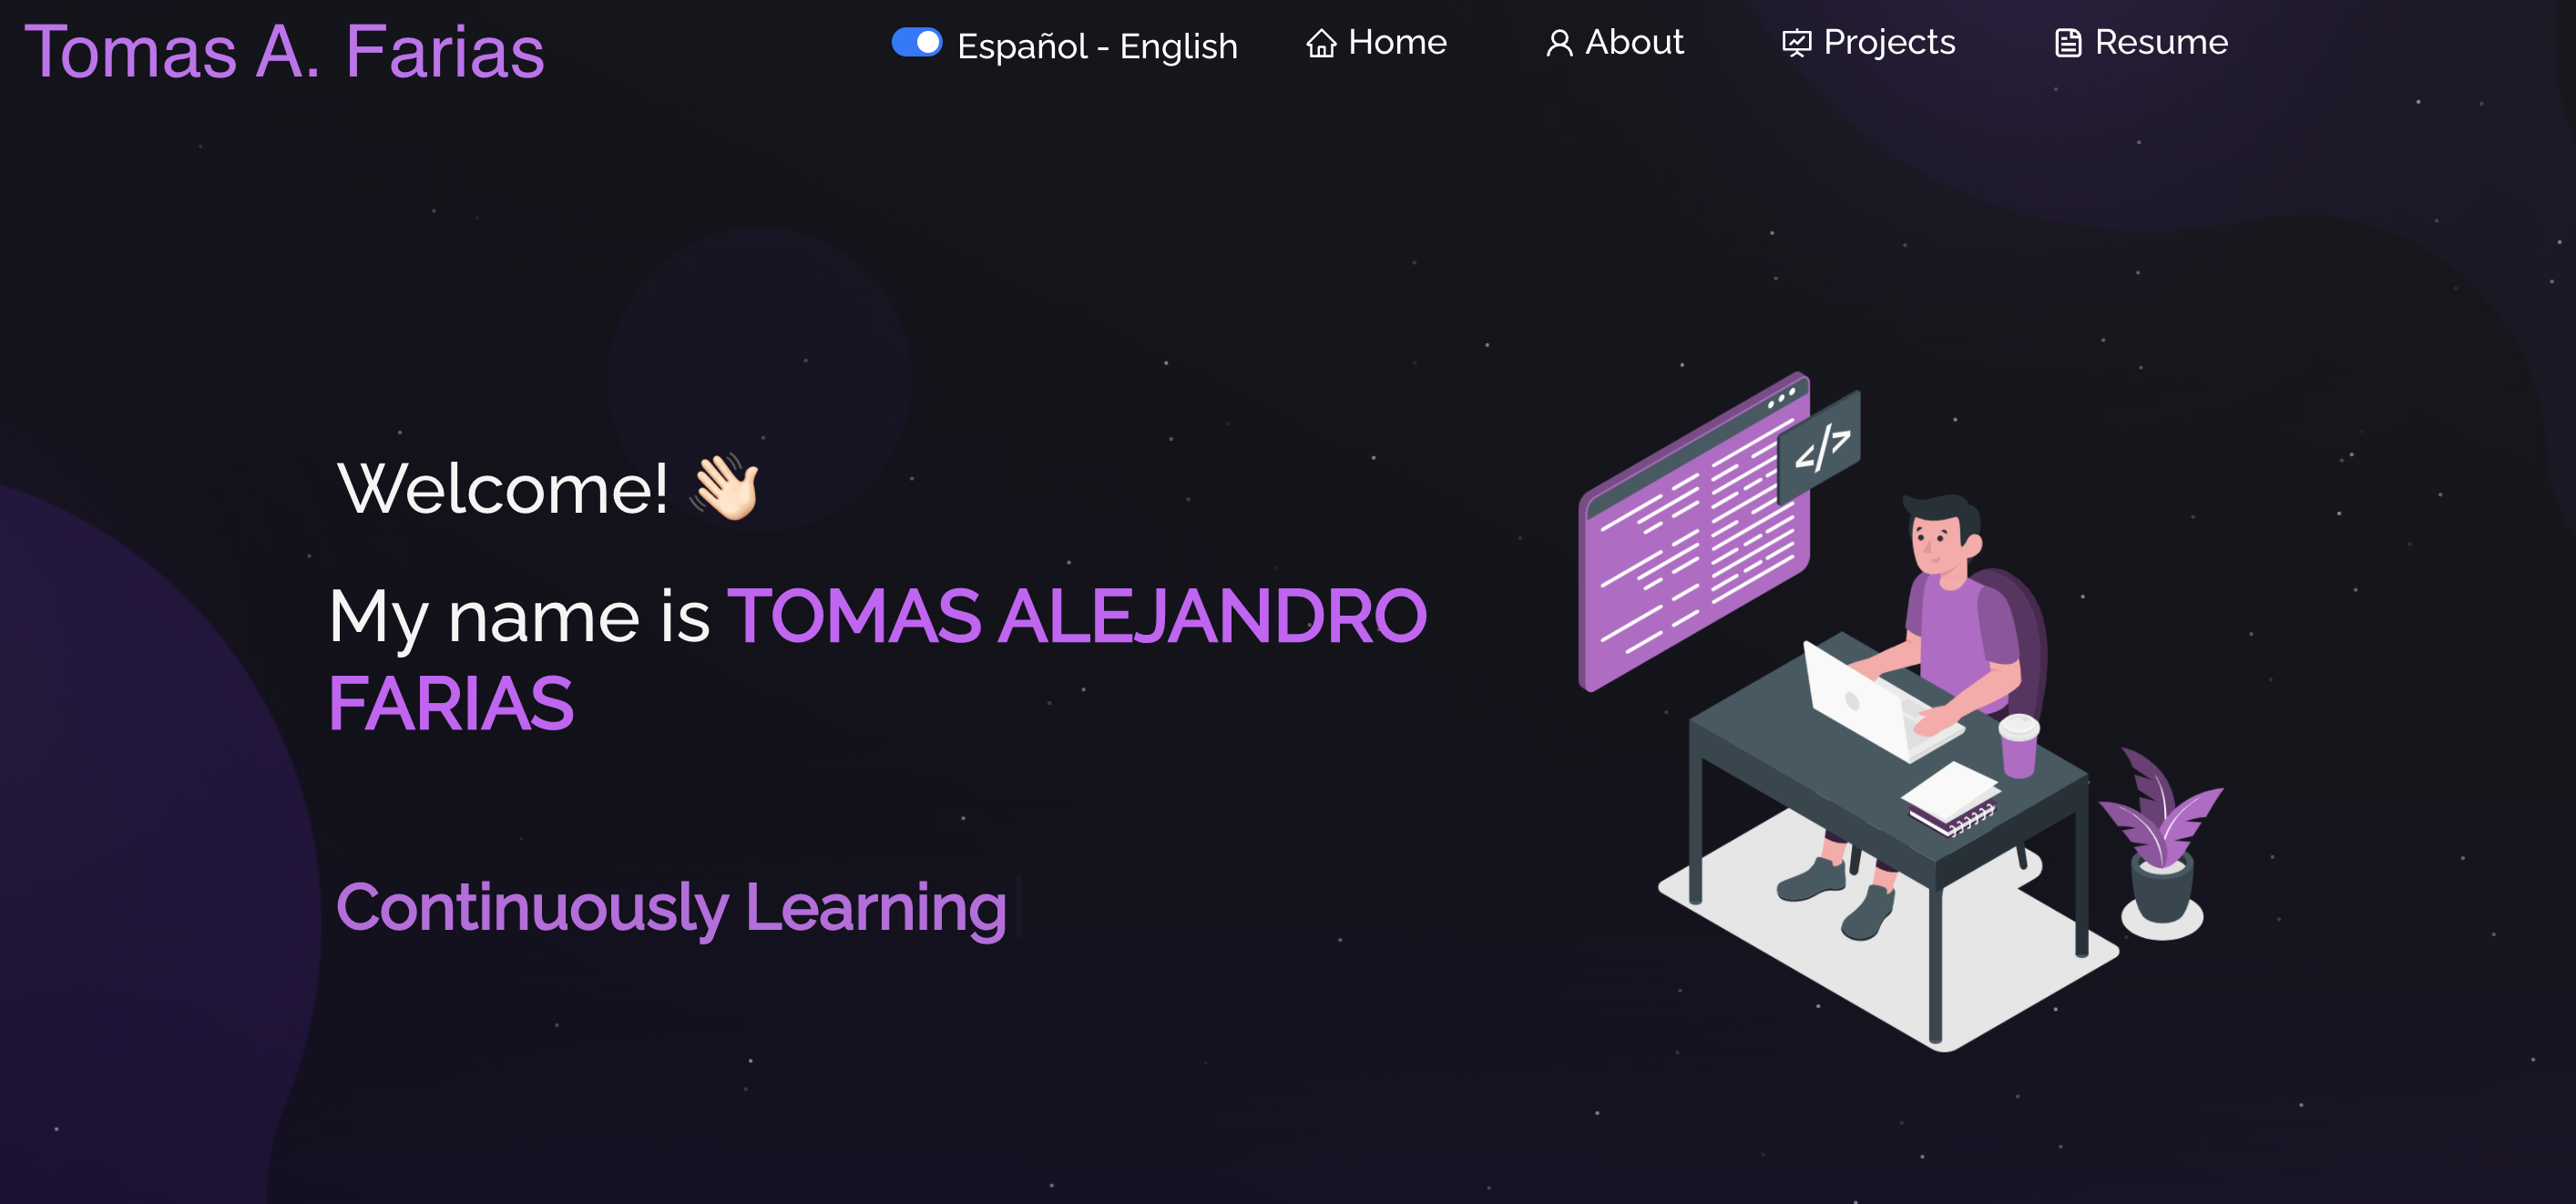 Tomas A. Farias
Español - English
Home
About
Projects
Resume
Welcome! 👋🏻
My name is TOMAS ALEJANDRO
FARIAS
Continuously Learning
</>